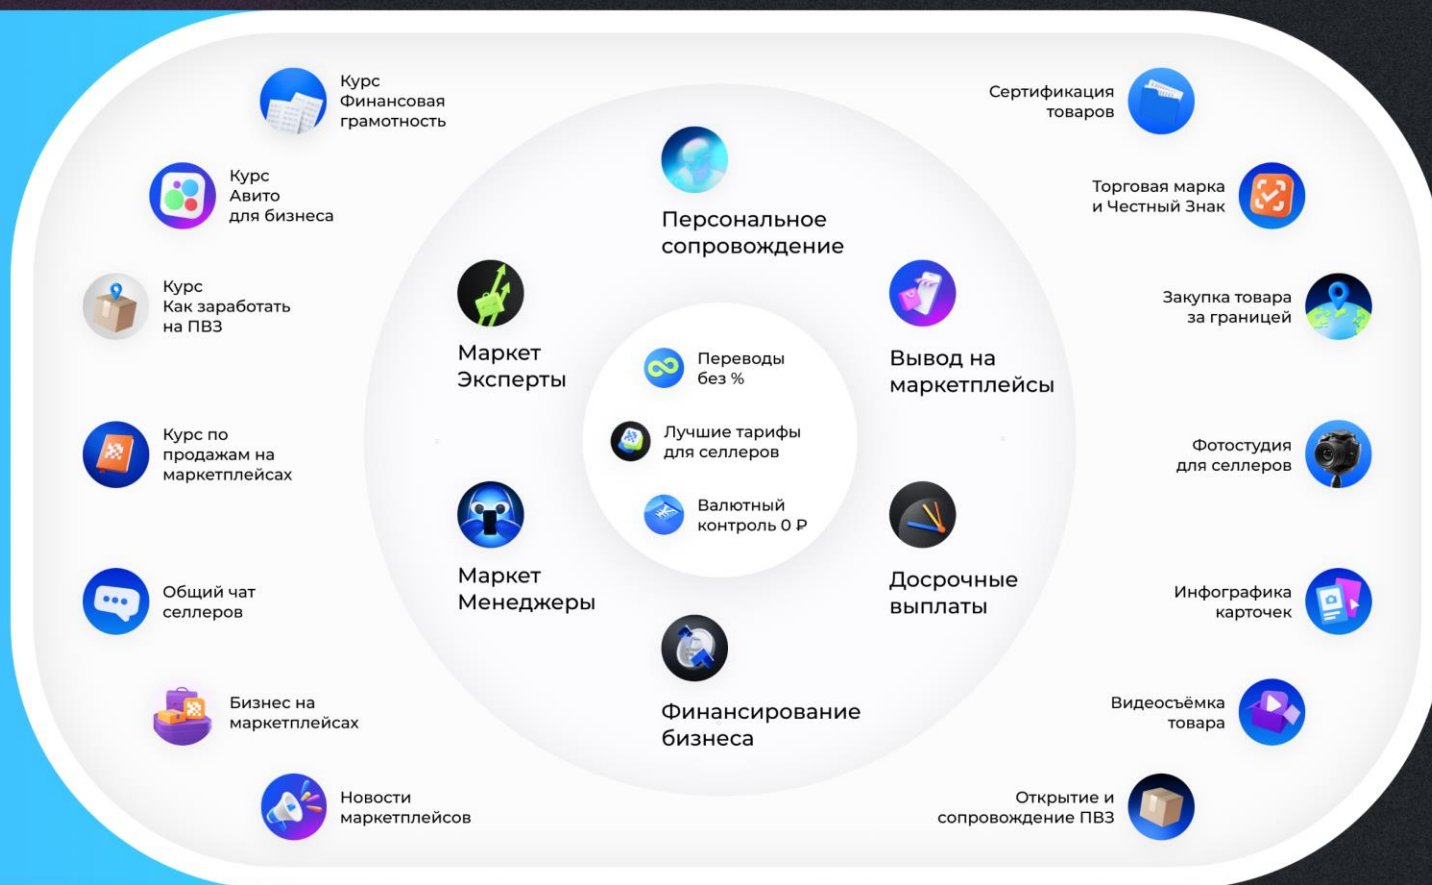 Курс
Финансовая
грамотность
Курс
Авито
для бизнеса
Курс
Как заработать
на ПВЗ
Курс по
продажам на
маркетплейсах
Общий чат
селлеров
Бизнес на
маркетплейсах
Новости
маркетплейсов
Персональное
сопровождение
Маркет
Эксперты
Вывод на
маркетплейсы
Переводы
без %
Лучшие тарифы
для селлеров
Валютный
контроль 0 ₽
Маркет
Менеджеры
Досрочные
выплаты
Финансирование
бизнеса
Сертификация
товаров
Торговая марка
и Честный Знак
Закупка товара
за границей
Фотостудия
для селлеров
Инфографика
карточек
Видеосъёмка
товара
Открытие и
сопровождение ПВЗ